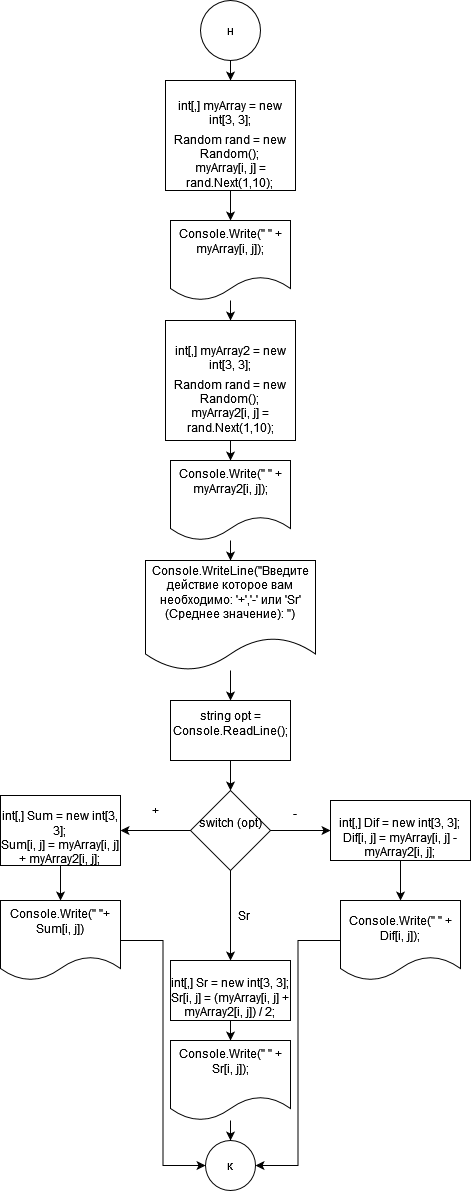 н
int[,] myArray = new
int[3, 3];
Random rand = new
Random();
myArray[i, j] =
rand.Next(1,10);
Console.Write(" " +
myArray[i, j]);
int[,] myArray2 = new
int[3, 3];
Random rand = new
Random();
myArray2[i, j] =
rand.Next(1,10);
Console.Write(" " +
myArray2[i, j]);
Console.WriteLine("Введите
действие которое вам
необходимо: '+','-' или 'Sr'
(Среднее значение): ")
string opt =
Console.ReadLine();
switch (opt)
+
-
int[,] Sum = new int[3,
3];
Sum[i, j] = myArray[i, j]
+ myArray2[i, j];
int[,] Dif = new int[3, 3];
Dif[i, j] = myArray[i, j] -
myArray2[i, j];
Console.Write(" "+
Sum[i, j])
Sr
Console.Write(" " +
Dif[i, j]);
int[,] Sr = new int[3, 3];
Sr[i, j] = (myArray[i, j] +
myArray2[i, j]) / 2;
Console.Write(" " +
Sr[i, j]);
к